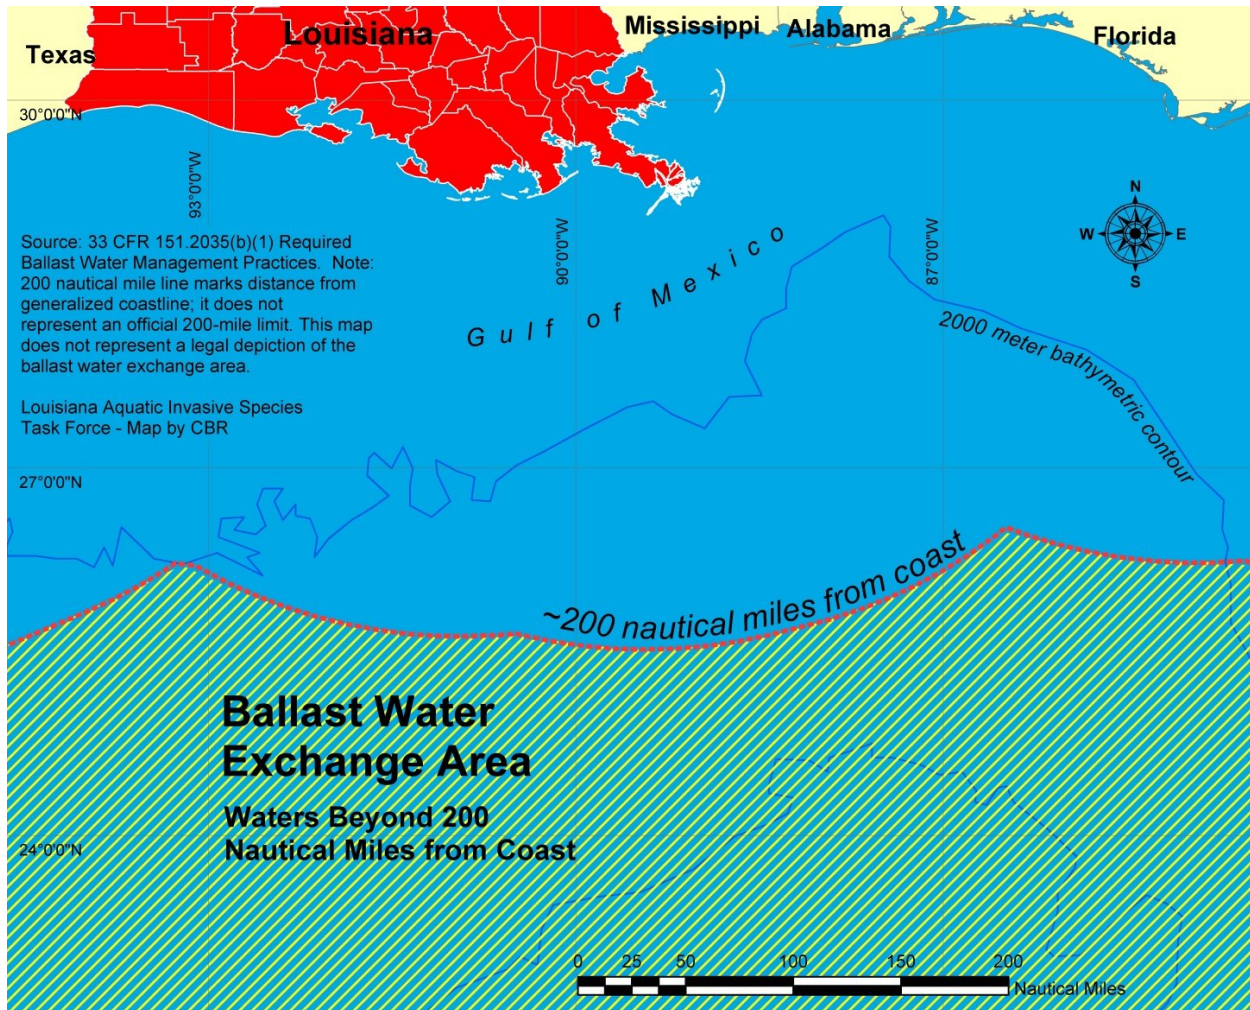 Texas
Louisiana
Mississippi
Alabama
Florida
30°0'0"N
93°0'0"W
90°0'0"W
87°0'0"W
N
W
E
S
Source: 33 CFR 151.2035(b)(1) Required
Ballast Water Management Practices. Note:
200 nautical mile line marks distance from
generalized coastline; it does not
represent an official 200-mile limit. This map
does not represent a legal depiction of the
ballast water exchange area.
Louisiana Aquatic Invasive Species
Task Force - Map by CBR
Gulf of Mexico
2000 meter bathymetric contour
27°0'0"N
~200 nautical miles from coast
Ballast Water
Exchange Area
Waters Beyond 200
Nautical Miles from Coast
24°0'0"N
0 25 50 100 150 200
Nautical Miles